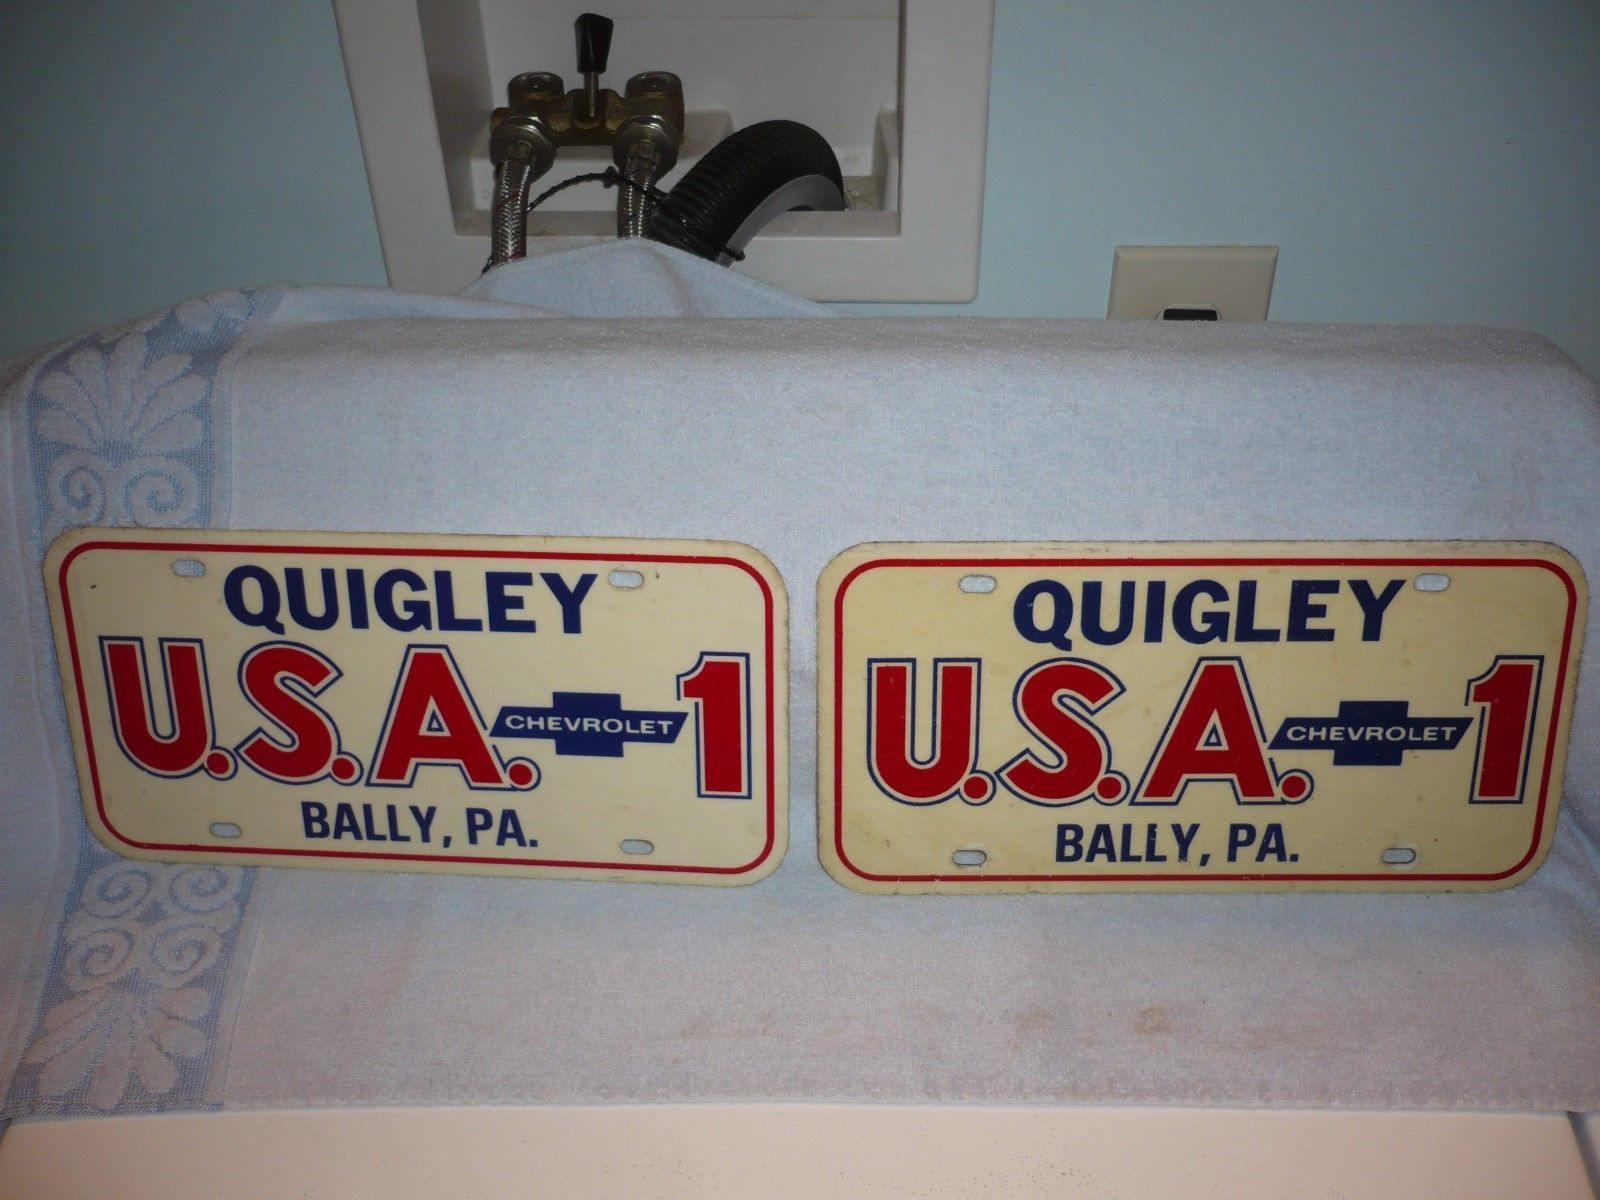 QUIGLEY
U.S.A. CHEVROLET 1
BALLY, PA.
QUIGLEY
U.S.A. CHEVROLET 1
BALLY, PA.